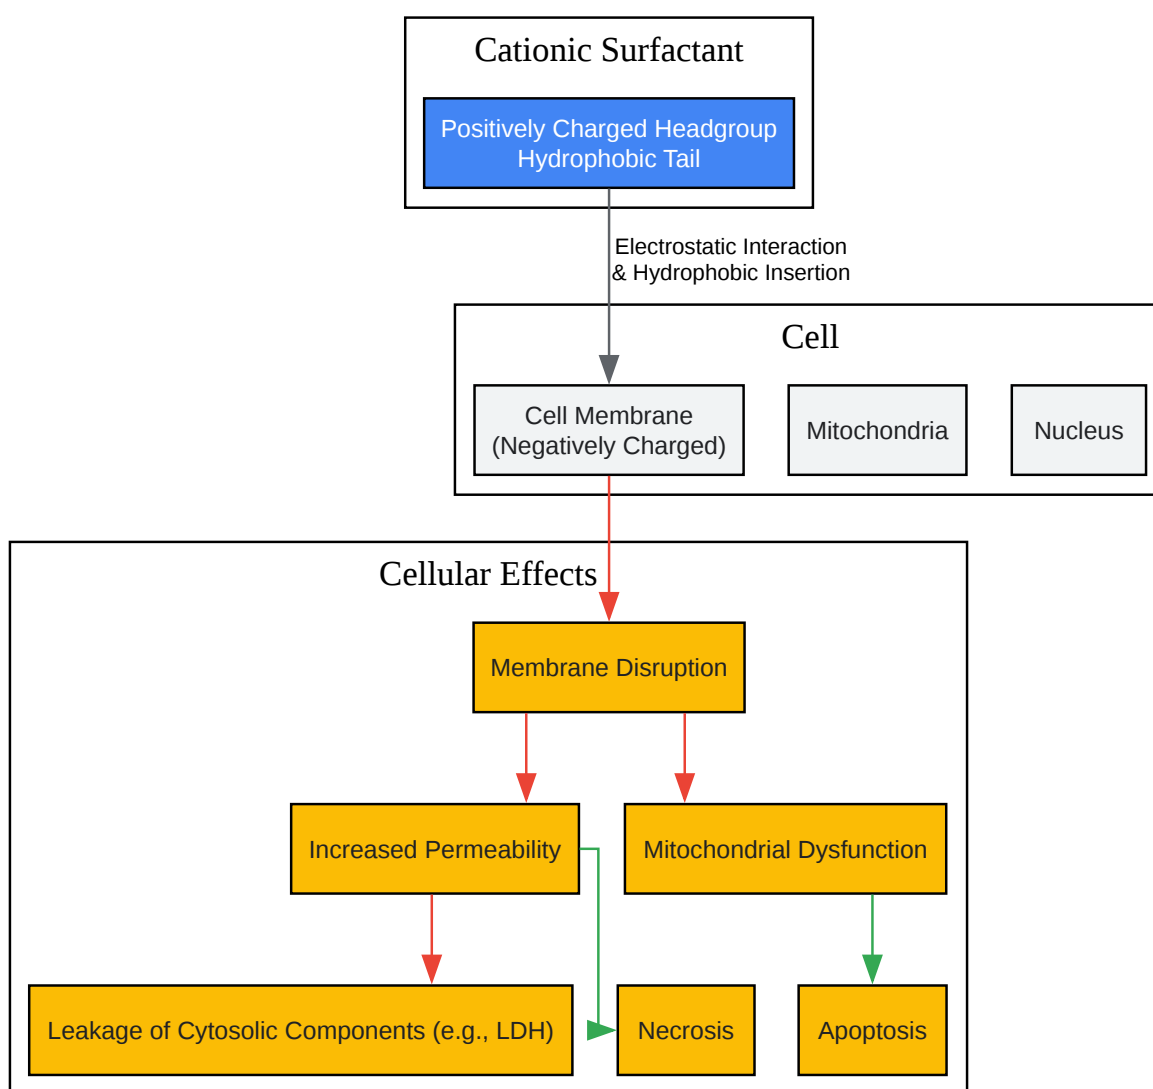 Cationic Surfactant
Positively Charged Headgroup
Hydrophobic Tail
Electrostatic Interaction
& Hydrophobic Insertion
Cell
Cell Membrane
(Negatively Charged)
Mitochondria
Nucleus
Cellular Effects
Membrane Disruption
Increased Permeability
Mitochondrial Dysfunction
Leakage of Cytosolic Components (e.g., LDH)
Necrosis
Apoptosis